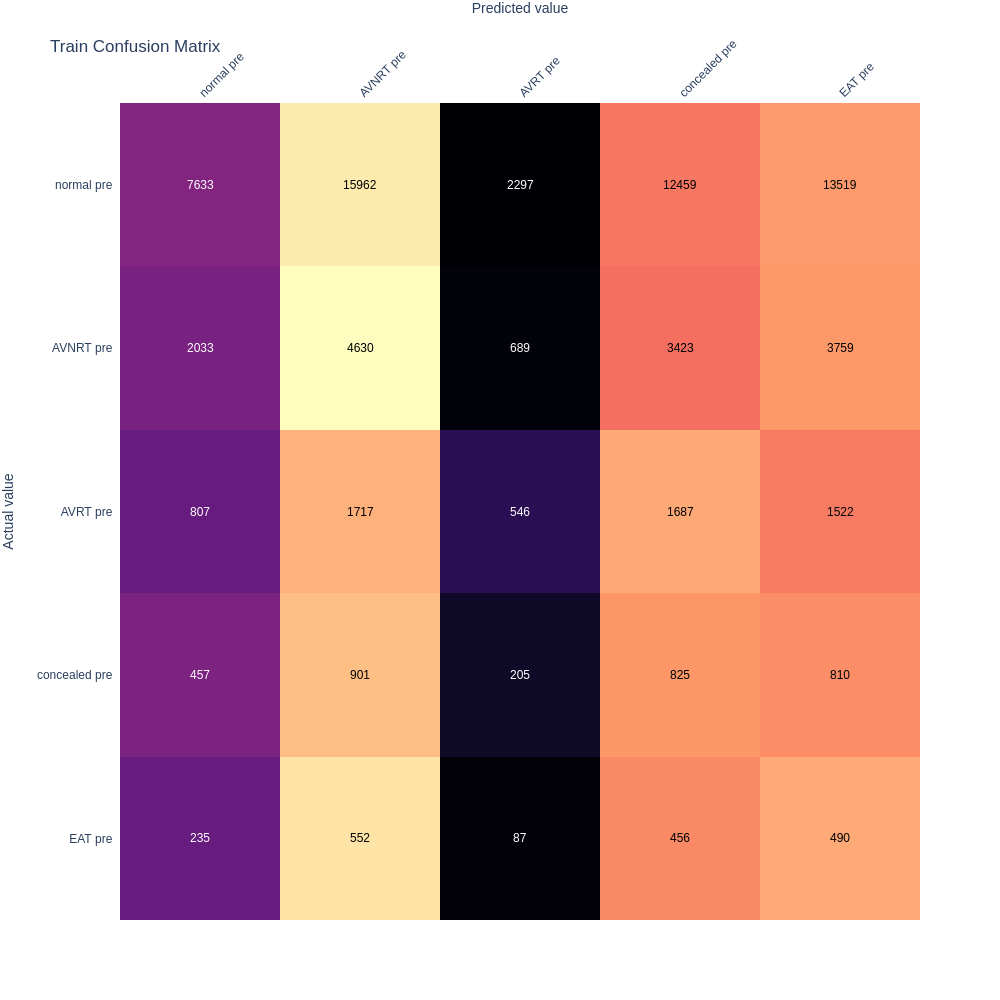 Predicted value
Train Confusion Matrix
normal pre AVNRT pre AVRT pre concealed pre EAT pre
normal pre 7633 15962 2297 12459 13519
AVNRT pre 2033 4630 689 3423 3759
Actual value
AVRT pre 807 1717 546 1687 1522
concealed pre 457 901 205 825 810
EAT pre 235 552 87 456 490